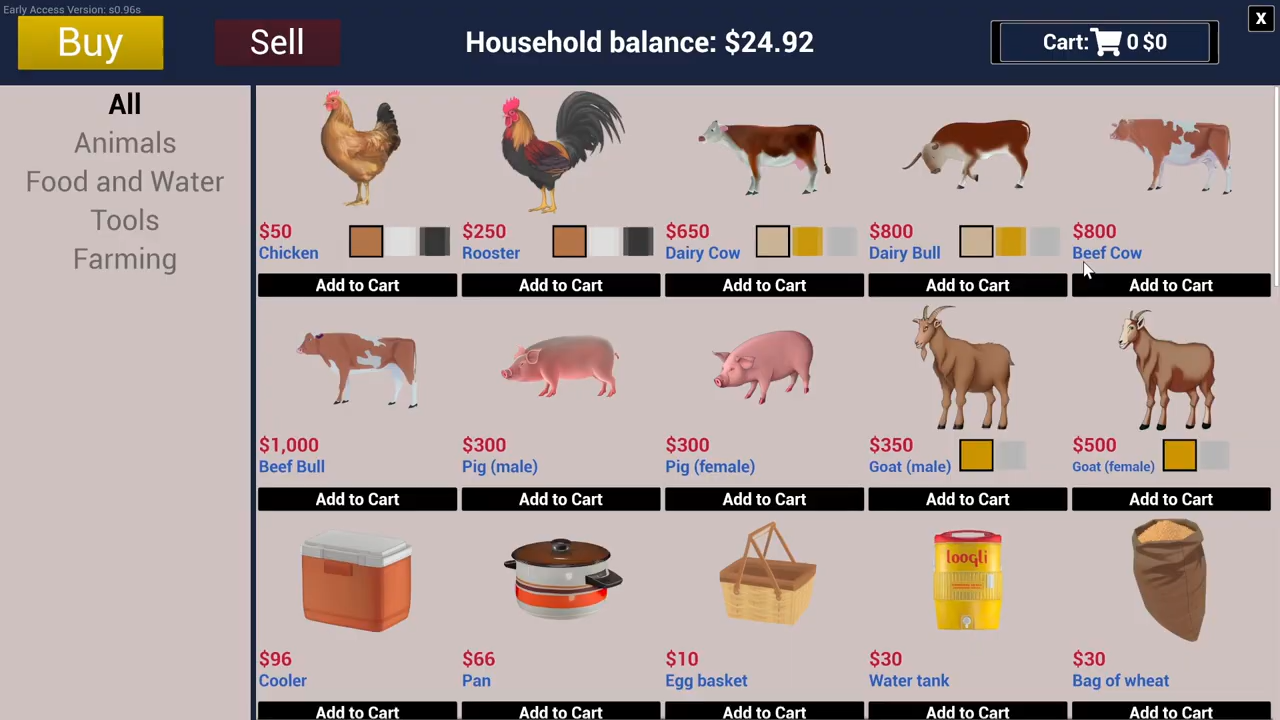 Early Access Version: s0.96s
Buy
Sell
Household balance: $24.92
Cart: 0 $0
X
All
Animals
Food and Water
Tools
Farming
$50
Chicken
Add to Cart
$250
Rooster
Add to Cart
$650
Dairy Cow
Add to Cart
$800
Dairy Bull
Add to Cart
$800
Beef Cow
Add to Cart
$1,000
Beef Bull
Add to Cart
$300
Pig (male)
Add to Cart
$300
Pig (female)
Add to Cart
$350
Goat (male)
Add to Cart
$500
Goat (female)
Add to Cart
$96
Cooler
Add to Cart
$66
Pan
Add to Cart
$10
Egg basket
Add to Cart
loogli
$30
Water tank
Add to Cart
$30
Bag of wheat
Add to Cart